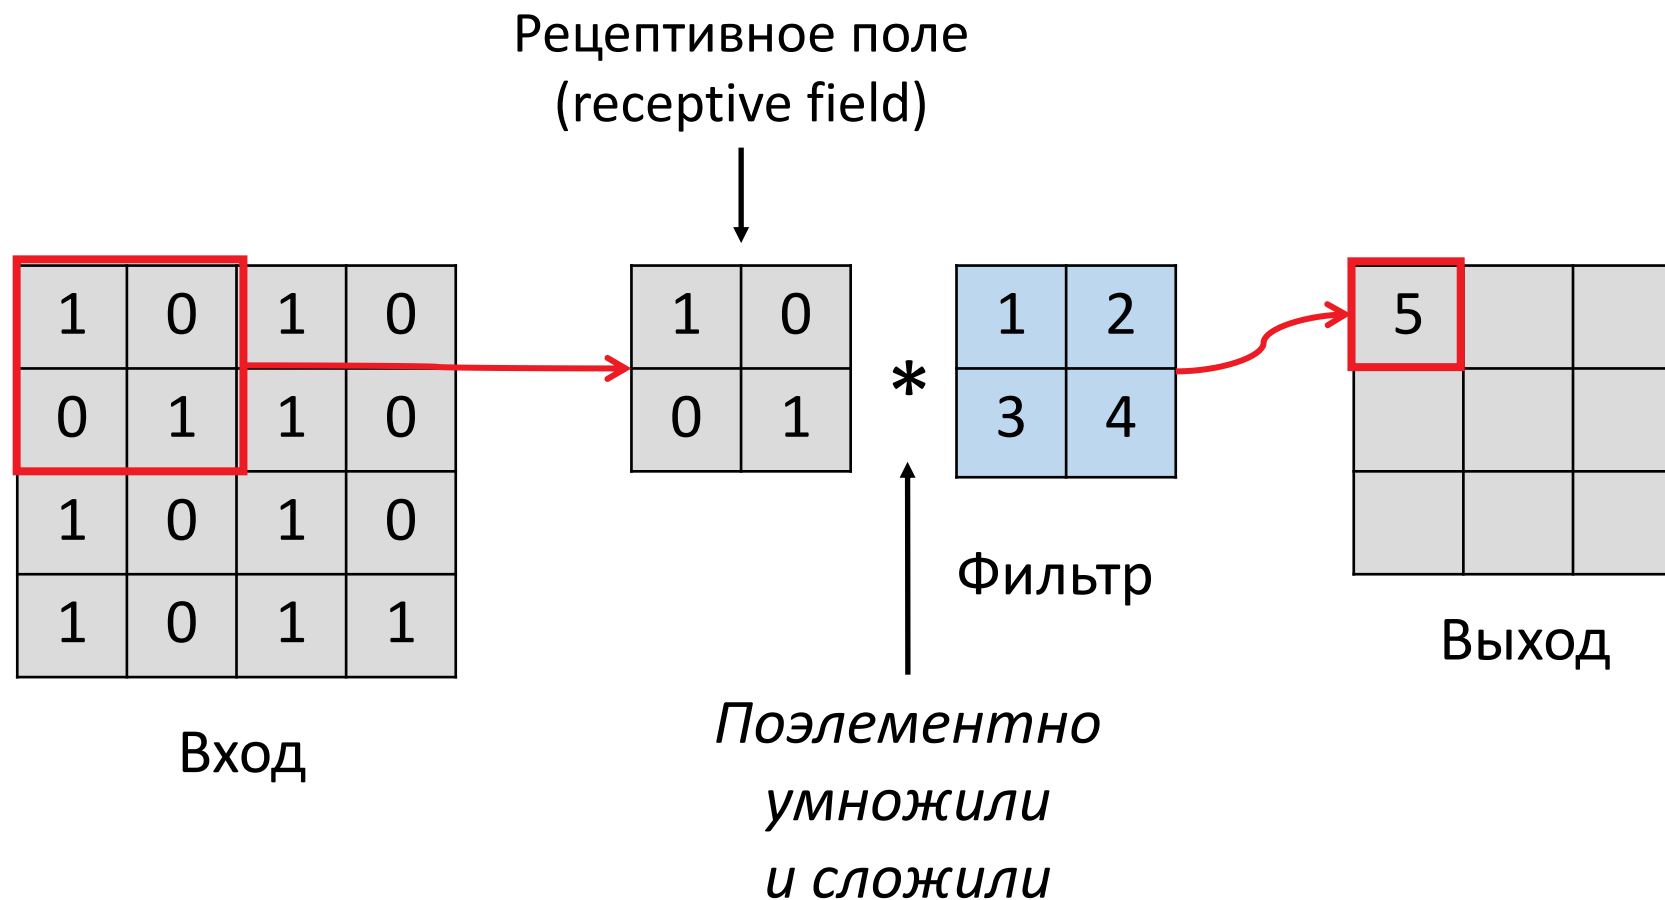 Рецептивное поле
(receptive field)
1 0 1 0
0 1 1 0
1 0 1 0
1 0 1 1
Вход
1 0
0 1
*
1 2
3 4
Фильтр
5
Выход
Поэлементно
умножили
и сложили